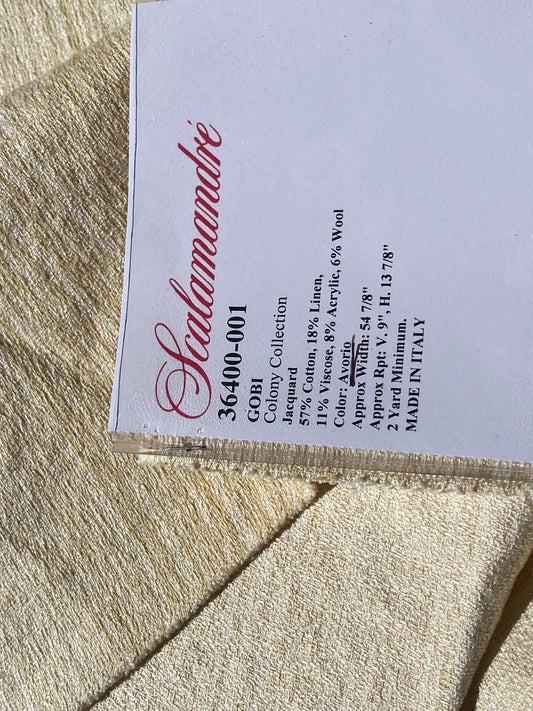 Scalamandré
36400-001
GOBI
Colony Collection
Jacquard
57% Cotton, 18% Linen,
11% Viscose, 8% Acrylic, 6% Wool
Color: Avorio
Approx Width: 54 7/8"
Approx Rpt: V. 9", H. 13 7/8"
2 Yard Minimum.
MADE IN ITALY